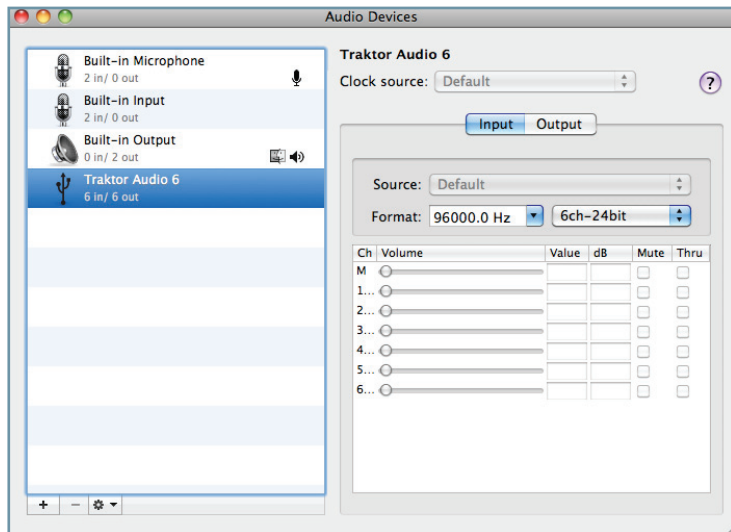 Audio Devices
Built-in Microphone
2 in/ 0 out
Built-in Input
2 in/ 0 out
Built-in Output
0 in/ 2 out
Traktor Audio 6
6 in/ 6 out
Traktor Audio 6
Clock source: Default
?
Input Output
Source: Default
Format: 96000.0 Hz 6ch-24bit
Ch Volume Value dB Mute Thru
M
1...
2...
3...
4...
5...
6...
+ −